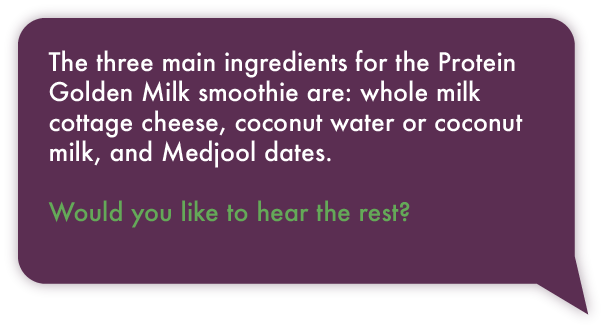 The three main ingredients for the Protein
Golden Milk smoothie are: whole milk
cottage cheese, coconut water or coconut
milk, and Medjool dates.
Would you like to hear the rest?